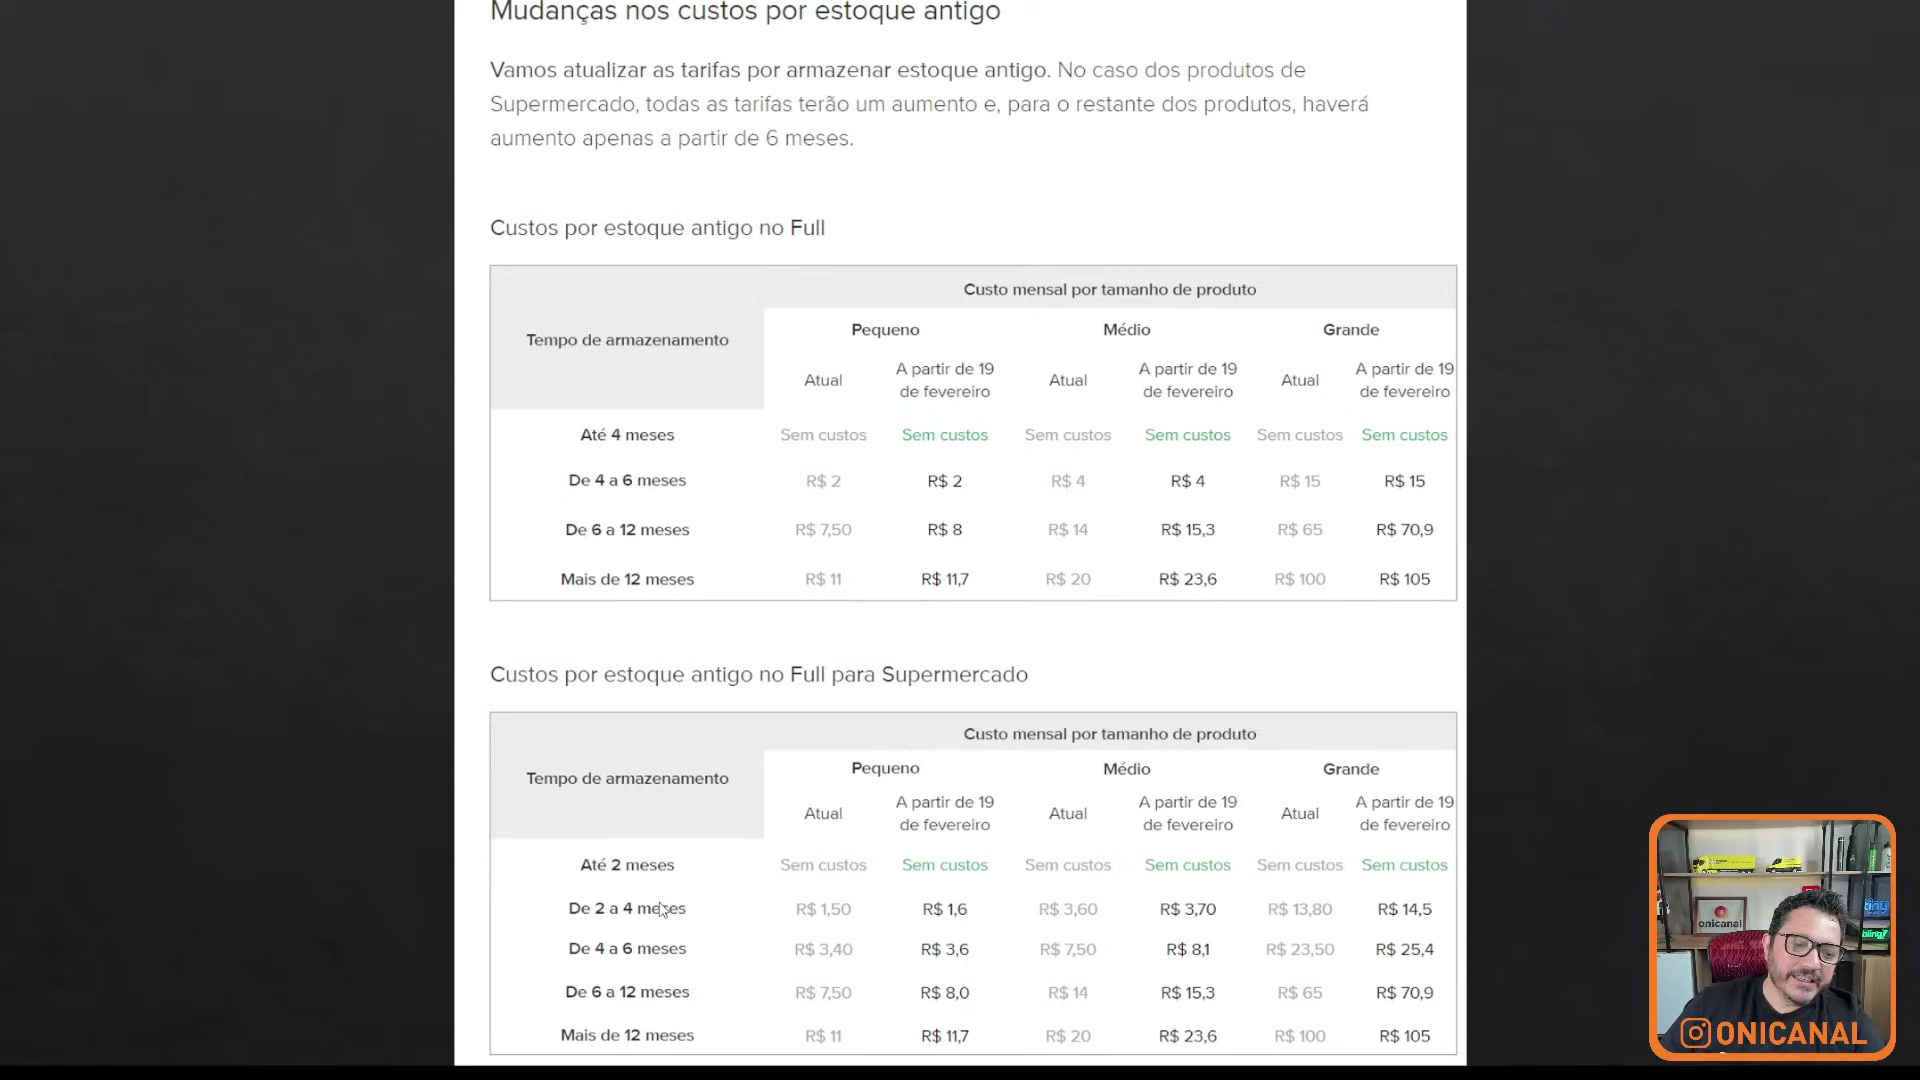 Mudanças nos custos por estoque antigo
Vamos atualizar as tarifas por armazenar estoque antigo. No caso dos produtos de
Supermercado, todas as tarifas terão um aumento e, para o restante dos produtos, haverá
aumento apenas a partir de 6 meses.
Custos por estoque antigo no Full
Custo mensal por tamanho de produto
Tempo de armazenamento
Pequeno Médio Grande
Atual A partir de 19 de fevereiro Atual A partir de 19 de fevereiro Atual A partir de 19 de fevereiro
Até 4 meses Sem custos Sem custos Sem custos Sem custos Sem custos Sem custos
De 4 a 6 meses R$ 2 R$ 2 R$ 4 R$ 4 R$ 15 R$ 15
De 6 a 12 meses R$ 7,50 R$ 8 R$ 14 R$ 15,3 R$ 65 R$ 70,9
Mais de 12 meses R$ 11 R$ 11,7 R$ 20 R$ 23,6 R$ 100 R$ 105
Custos por estoque antigo no Full para Supermercado
Custo mensal por tamanho de produto
Tempo de armazenamento
Pequeno Médio Grande
Atual A partir de 19 de fevereiro Atual A partir de 19 de fevereiro Atual A partir de 19 de fevereiro
Até 2 meses Sem custos Sem custos Sem custos Sem custos Sem custos Sem custos
De 2 a 4 meses R$ 1,50 R$ 1,6 R$ 3,60 R$ 3,70 R$ 13,80 R$ 14,5
De 4 a 6 meses R$ 3,40 R$ 3,6 R$ 7,50 R$ 8,1 R$ 23,50 R$ 25,4
De 6 a 12 meses R$ 7,50 R$ 8,0 R$ 14 R$ 15,3 R$ 65 R$ 70,9
Mais de 12 meses R$ 11 R$ 11,7 R$ 20 R$ 23,6 R$ 100 R$ 105
onicanal
tiny
bling!
ONICANAL